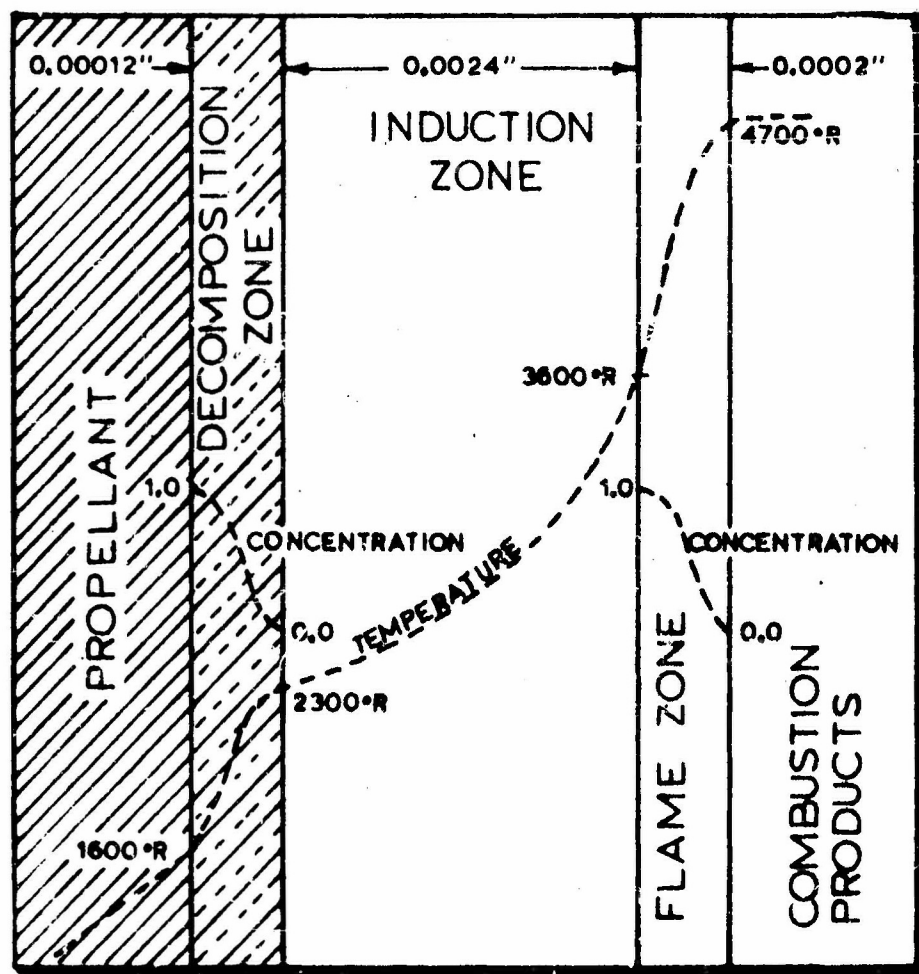 0.00012"
0.0024"
0.0002"
INDUCTION
ZONE
4700°R
DECOMPOSITION
ZONE
3600°R
PROPELLANT
1.0
1.0
CONCENTRATION
CONCENTRATION
TEMPERATURE
0.0
0.0
2300°R
FLAME ZONE
COMBUSTION
PRODUCTS
1600°R